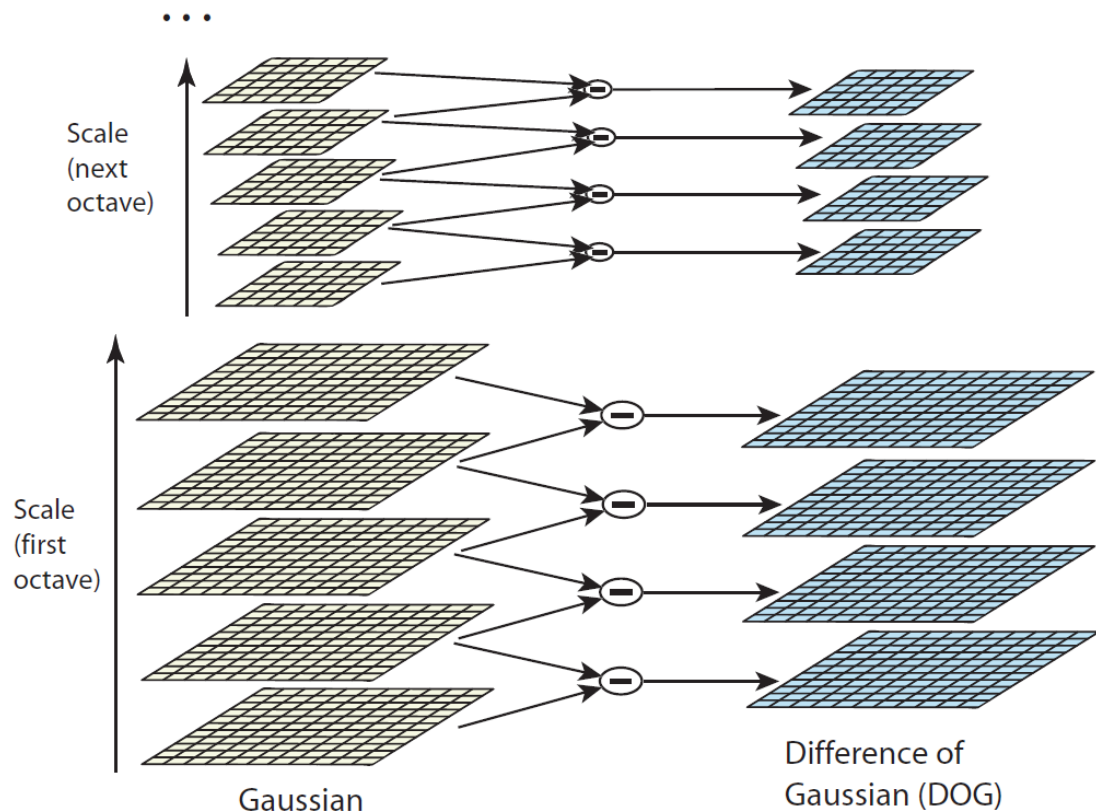 ...
Scale
(next
octave)
Scale
(first
octave)
Gaussian
Difference of
Gaussian (DOG)